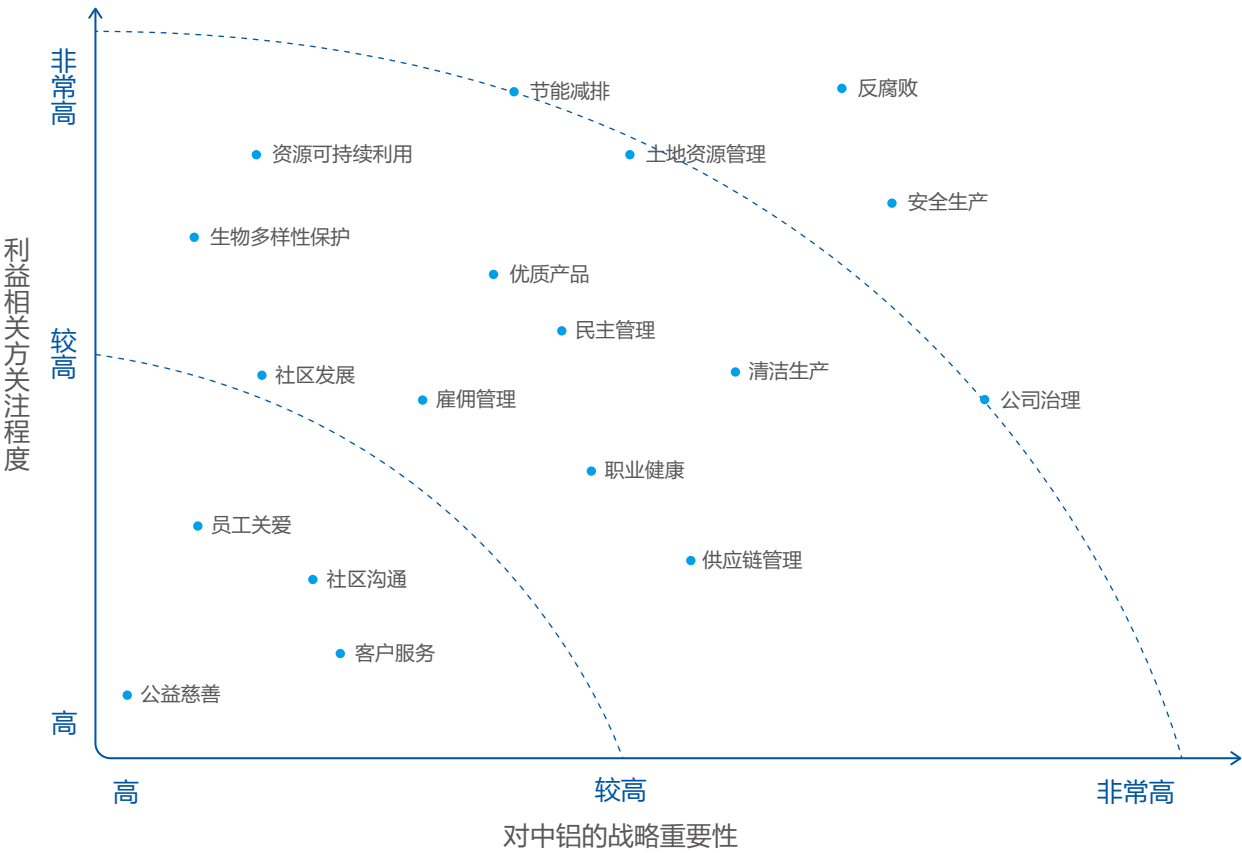 非常高
节能减排
反腐败
资源可持续利用
土地资源管理
安全生产
生物多样性保护
利益相关方关注程度
优质产品
较高
民主管理
社区发展
清洁生产
雇佣管理
公司治理
职业健康
员工关爱
供应链管理
社区沟通
客户服务
公益慈善
高
高
较高
非常高
对中铝的战略重要性